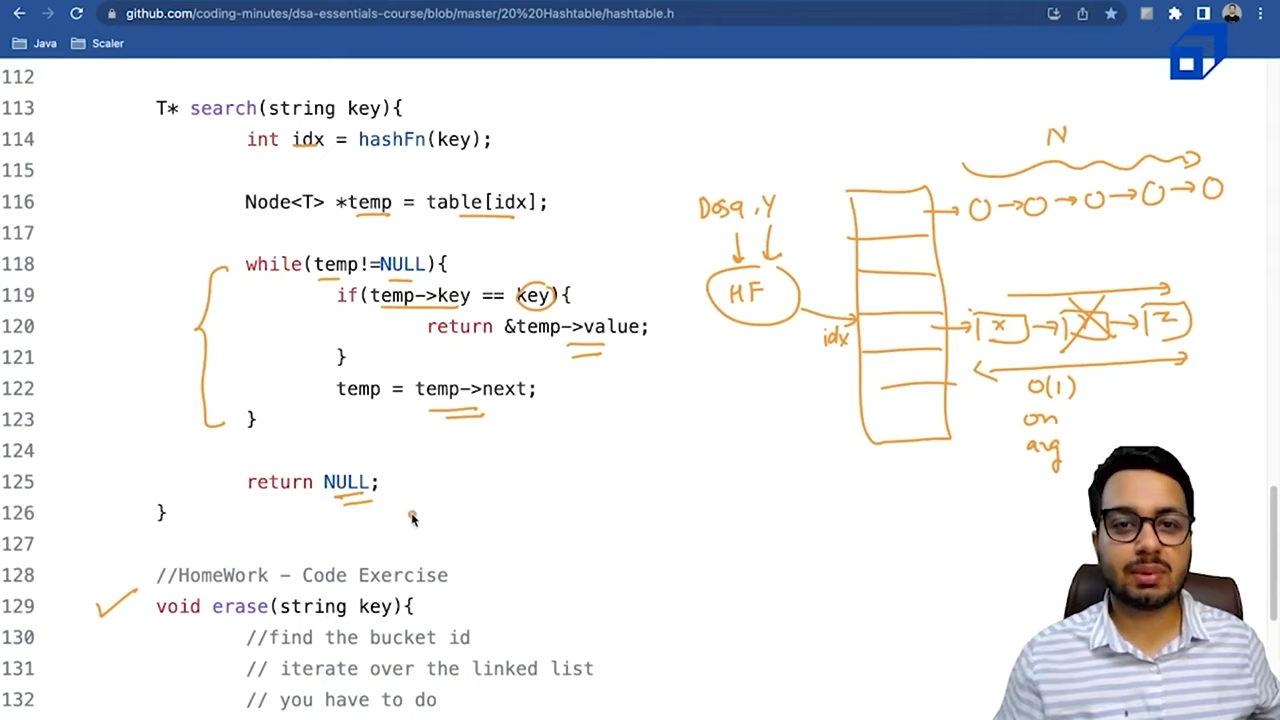 github.com/coding-minutes/dsa-essentials-course/blob/master/20%20Hashtable/hashtable.h
Java Scaler
112
113 T* search(string key){
114 int idx = hashFn(key);
115
116 Node<T> *temp = table[idx];
117
118 while(temp!=NULL){
119 if(temp->key == key){
120 return &temp->value;
121 }
122 temp = temp->next;
123 }
124
125 return NULL;
126 }
127
128 //HomeWork - Code Exercise
129 void erase(string key){
130 //find the bucket id
131 // iterate over the linked list
132 // you have to do
N
Dosa, Y
HF
idx
X Y Z
O(1)
on
avg